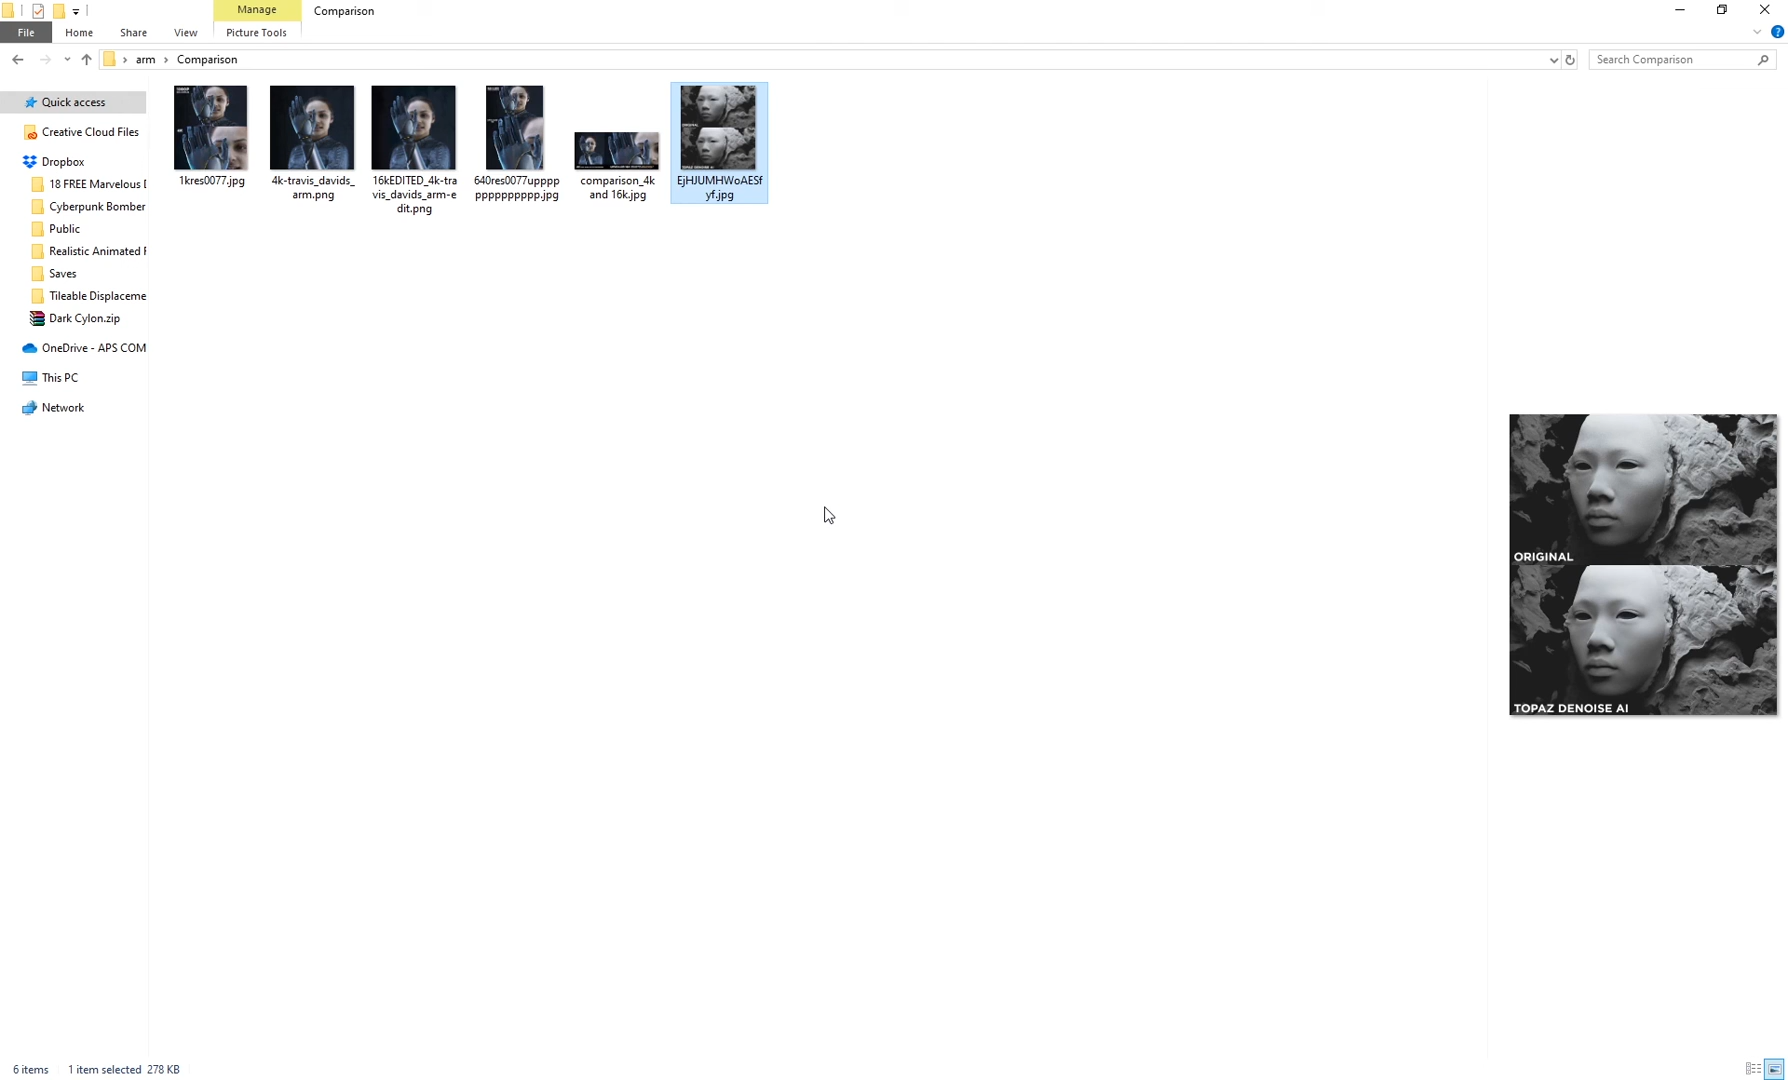 Manage
Comparison
File
Home
Share
View
Picture Tools
arm
Comparison
Search Comparison
Quick access
Creative Cloud Files
Dropbox
18 FREE Marvelous
Cyberpunk Bomber
Public
Realistic Animated
Saves
Tileable Displaceme
Dark Cylon.zip
OneDrive - APS COM
This PC
Network
1kres0077.jpg
4k-travis_davids_
arm.png
16kEDITED_4k-tra
vis_davids_arm-e
dit.png
640res0077upppp
pppppppppp.jpg
comparison_4k
and 16k.jpg
EjHJUMHWoAESf
yf.jpg
ORIGINAL
TOPAZ DENOISE AI
6 items
1 item selected 278 KB